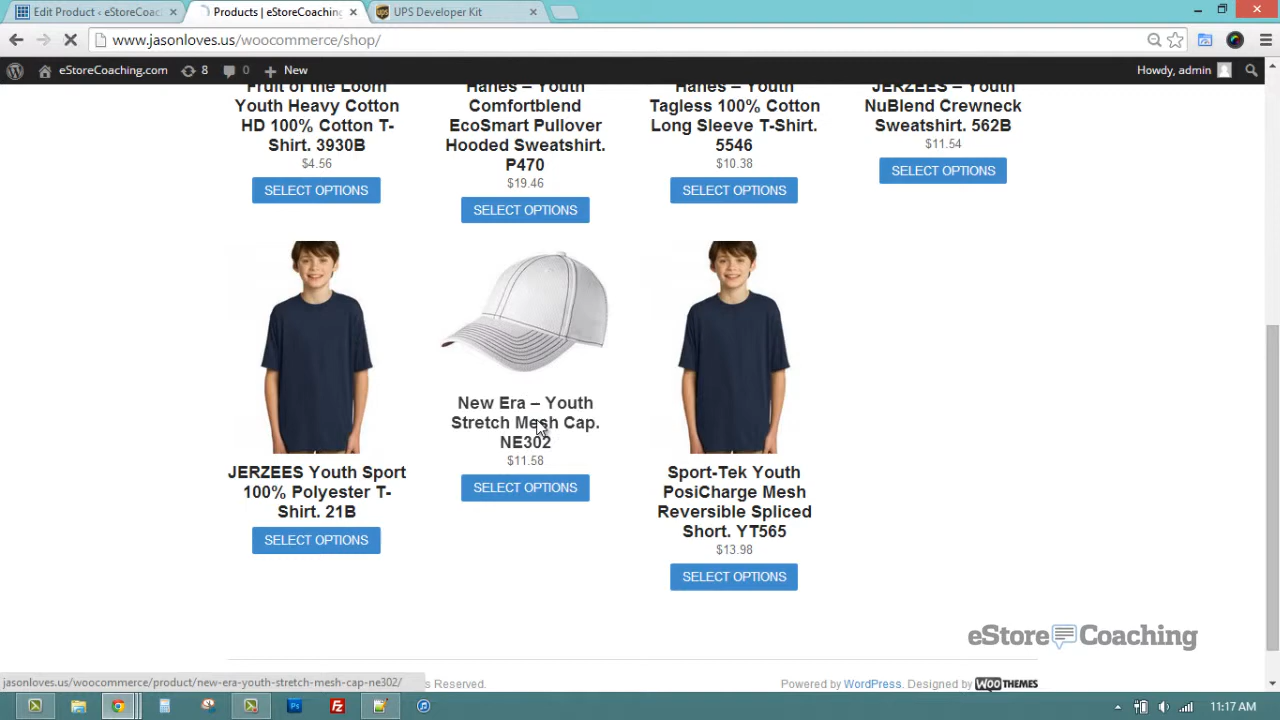 Edit Product ‹ eStoreCoac
Products | eStoreCoaching
UPS Developer Kit
www.jasonloves.us/woocommerce/shop/
eStoreCoaching.com
8
0
New
Howdy, admin
Fruit of the Loom
Youth Heavy Cotton
HD 100% Cotton T-
Shirt. 3930B
$4.56
SELECT OPTIONS
Hanes – Youth
Comfortblend
EcoSmart Pullover
Hooded Sweatshirt.
P470
$19.46
SELECT OPTIONS
Hanes – Youth
Tagless 100% Cotton
Long Sleeve T-Shirt.
5546
$10.38
SELECT OPTIONS
JERZEES – Youth
NuBlend Crewneck
Sweatshirt. 562B
$11.54
SELECT OPTIONS
JERZEES Youth Sport
100% Polyester T-
Shirt. 21B
SELECT OPTIONS
New Era – Youth
Stretch Mesh Cap.
NE302
$11.58
SELECT OPTIONS
Sport-Tek Youth
PosiCharge Mesh
Reversible Spliced
Short. YT565
$13.98
SELECT OPTIONS
eStore Coaching
jasonloves.us/woocommerce/product/new-era-youth-stretch-mesh-cap-ne302/
s Reserved.
Powered by WordPress. Designed by WOOTHEMES
11:17 AM